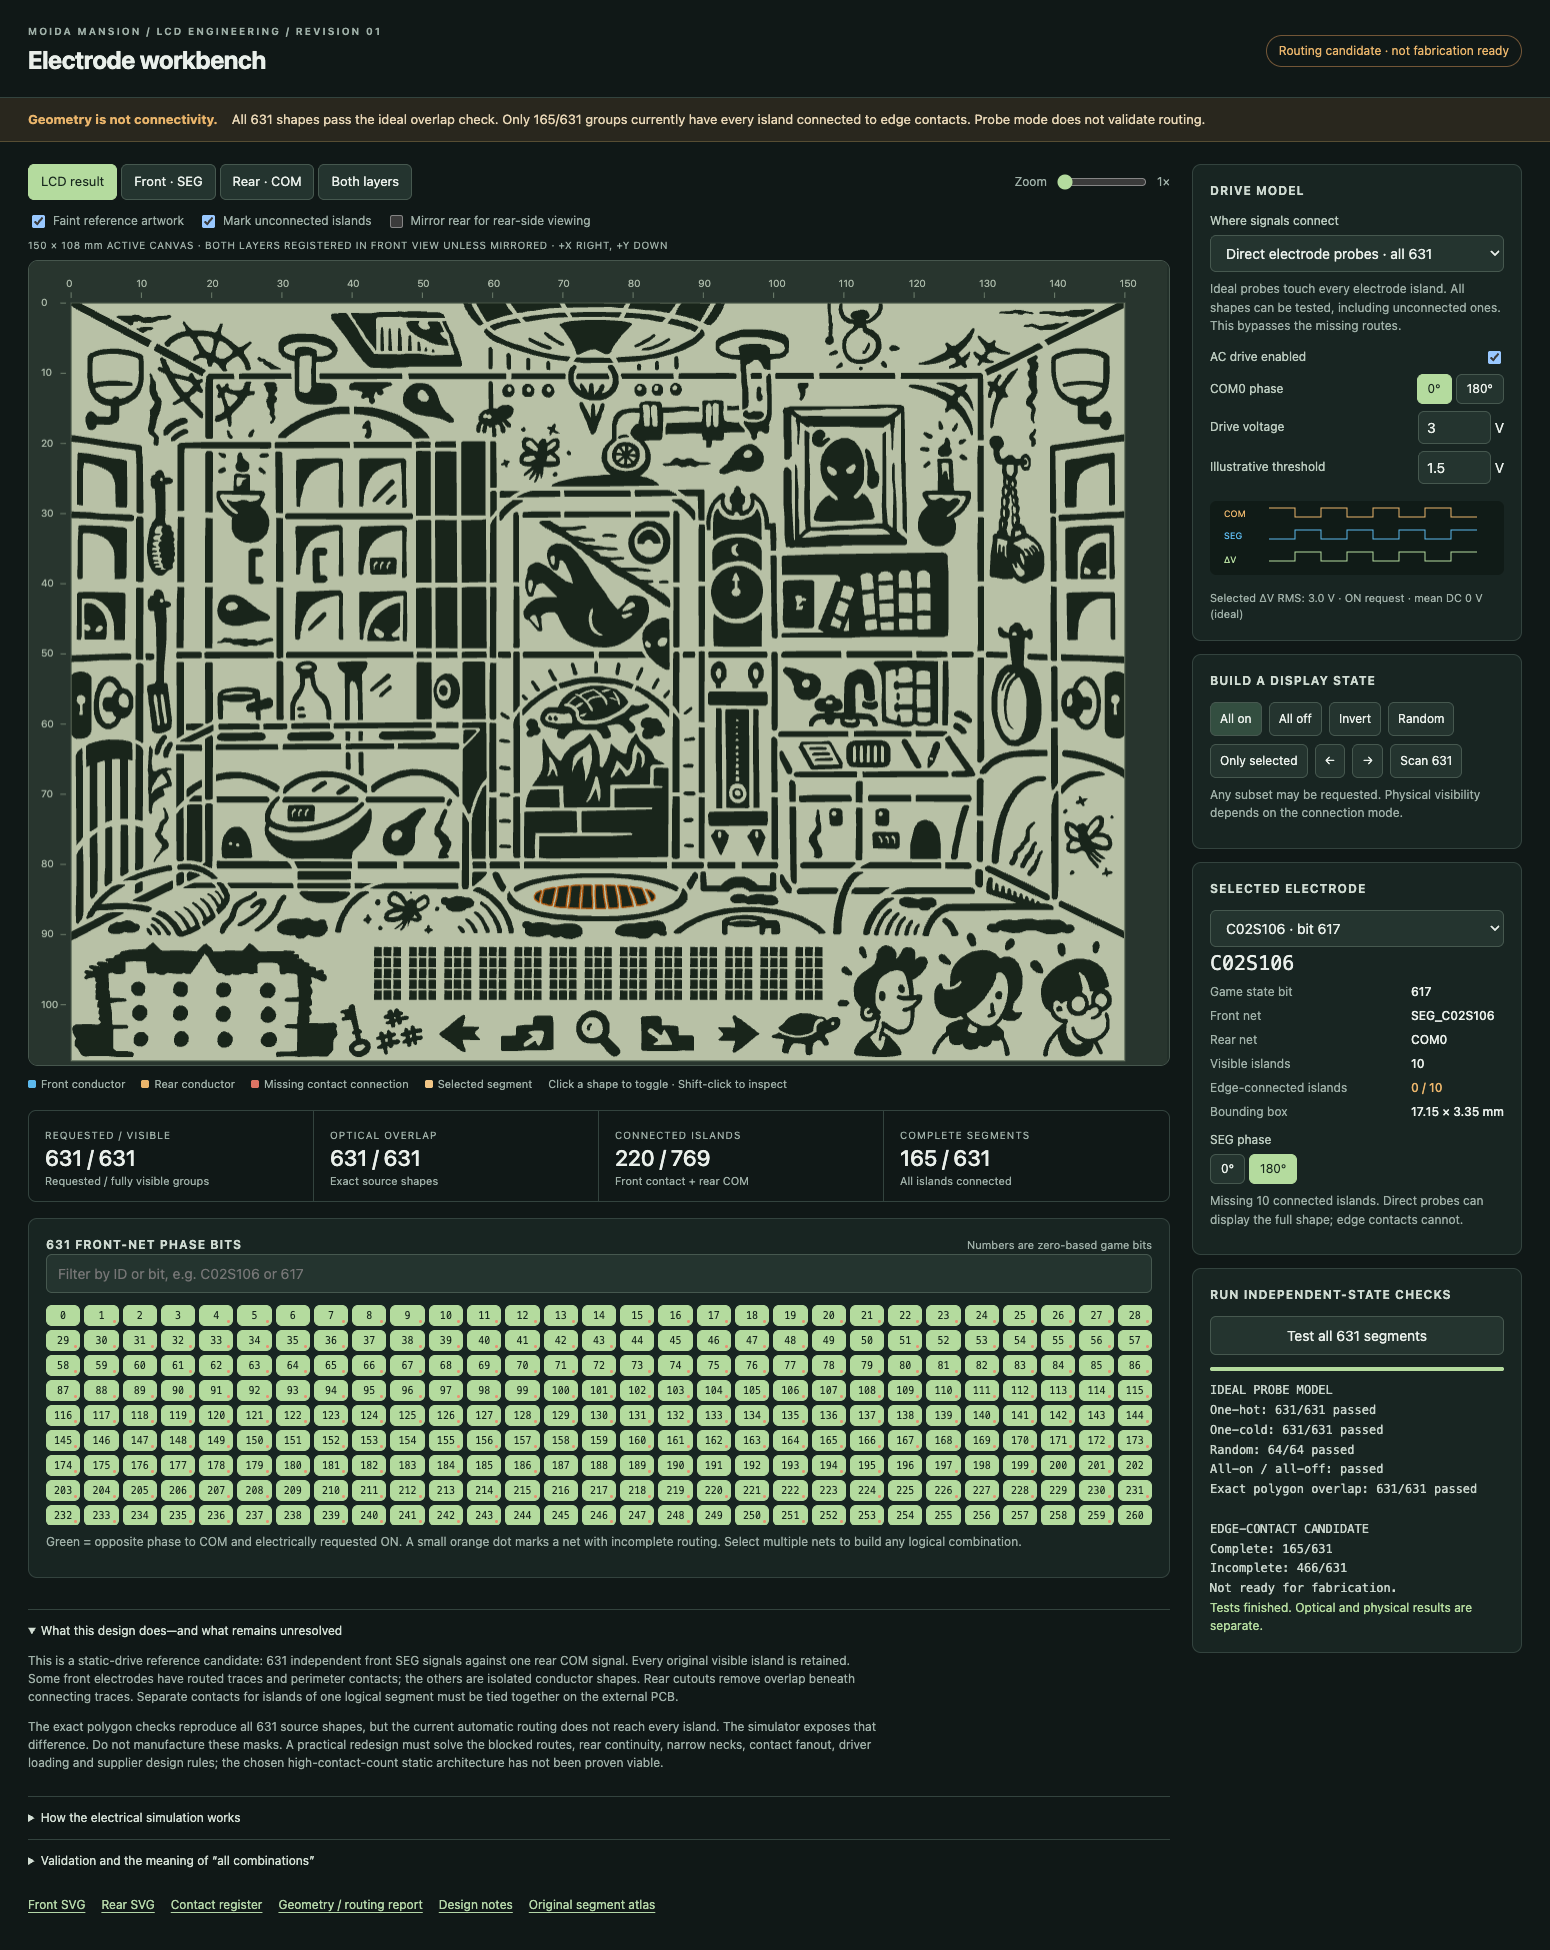 MOIDA MANSION / LCD ENGINEERING / REVISION 01
Electrode workbench
Routing candidate · not fabrication ready
Geometry is not connectivity. All 631 shapes pass the ideal overlap check. Only 165/631 groups currently have every island connected to edge contacts. Probe mode does not validate routing.
LCD result
Front · SEG
Rear · COM
Both layers
Zoom
1×
Faint reference artwork
Mark unconnected islands
Mirror rear for rear-side viewing
150 × 108 mm ACTIVE CANVAS · BOTH LAYERS REGISTERED IN FRONT VIEW UNLESS MIRRORED · +X RIGHT, +Y DOWN
0 10 20 30 40 50 60 70 80 90 100 110 120 130 140 150
0
10
20
30
40
50
60
70
80
90
100
Front conductor
Rear conductor
Missing contact connection
Selected segment
Click a shape to toggle · Shift-click to inspect
REQUESTED / VISIBLE
631 / 631
Requested / fully visible groups
OPTICAL OVERLAP
631 / 631
Exact source shapes
CONNECTED ISLANDS
220 / 769
Front contact + rear COM
COMPLETE SEGMENTS
165 / 631
All islands connected
631 FRONT-NET PHASE BITS
Numbers are zero-based game bits
Filter by ID or bit, e.g. C02S106 or 617
0 1 2 3 4 5 6 7 8 9 10 11 12 13 14 15 16 17 18 19 20 21 22 23 24 25 26 27 28
29 30 31 32 33 34 35 36 37 38 39 40 41 42 43 44 45 46 47 48 49 50 51 52 53 54 55 56 57
58 59 60 61 62 63 64 65 66 67 68 69 70 71 72 73 74 75 76 77 78 79 80 81 82 83 84 85 86
87 88 89 90 91 92 93 94 95 96 97 98 99 100 101 102 103 104 105 106 107 108 109 110 111 112 113 114 115
116 117 118 119 120 121 122 123 124 125 126 127 128 129 130 131 132 133 134 135 136 137 138 139 140 141 142 143 144
145 146 147 148 149 150 151 152 153 154 155 156 157 158 159 160 161 162 163 164 165 166 167 168 169 170 171 172 173
174 175 176 177 178 179 180 181 182 183 184 185 186 187 188 189 190 191 192 193 194 195 196 197 198 199 200 201 202
203 204 205 206 207 208 209 210 211 212 213 214 215 216 217 218 219 220 221 222 223 224 225 226 227 228 229 230 231
232 233 234 235 236 237 238 239 240 241 242 243 244 245 246 247 248 249 250 251 252 253 254 255 256 257 258 259 260
Green = opposite phase to COM and electrically requested ON. A small orange dot marks a net with incomplete routing. Select multiple nets to build any logical combination.
What this design does—and what remains unresolved
This is a static-drive reference candidate: 631 independent front SEG signals against one rear COM signal. Every original visible island is retained.
Some front electrodes have routed traces and perimeter contacts; the others are isolated conductor shapes. Rear cutouts remove overlap beneath
connecting traces. Separate contacts for islands of one logical segment must be tied together on the external PCB.
The exact polygon checks reproduce all 631 source shapes, but the current automatic routing does not reach every island. The simulator exposes that
difference. Do not manufacture these masks. A practical redesign must solve the blocked routes, rear continuity, narrow necks, contact fanout, driver
loading and supplier design rules; the chosen high-contact-count static architecture has not been proven viable.
How the electrical simulation works
Validation and the meaning of “all combinations”
Front SVG
Rear SVG
Contact register
Geometry / routing report
Design notes
Original segment atlas
DRIVE MODEL
Where signals connect
Direct electrode probes · all 631
Ideal probes touch every electrode island. All
shapes can be tested, including unconnected ones.
This bypasses the missing routes.
AC drive enabled
COM0 phase
0°
180°
Drive voltage
3 V
Illustrative threshold
1.5 V
COM
SEG
ΔV
Selected ΔV RMS: 3.0 V · ON request · mean DC 0 V
(ideal)
BUILD A DISPLAY STATE
All on
All off
Invert
Random
Only selected
←
→
Scan 631
Any subset may be requested. Physical visibility
depends on the connection mode.
SELECTED ELECTRODE
C02S106 · bit 617
C02S106
Game state bit 617
Front net SEG_C02S106
Rear net COM0
Visible islands 10
Edge-connected islands 0 / 10
Bounding box 17.15 × 3.35 mm
SEG phase
0°
180°
Missing 10 connected islands. Direct probes can
display the full shape; edge contacts cannot.
RUN INDEPENDENT-STATE CHECKS
Test all 631 segments
IDEAL PROBE MODEL
One-hot: 631/631 passed
One-cold: 631/631 passed
Random: 64/64 passed
All-on / all-off: passed
Exact polygon overlap: 631/631 passed
EDGE-CONTACT CANDIDATE
Complete: 165/631
Incomplete: 466/631
Not ready for fabrication.
Tests finished. Optical and physical results are
separate.